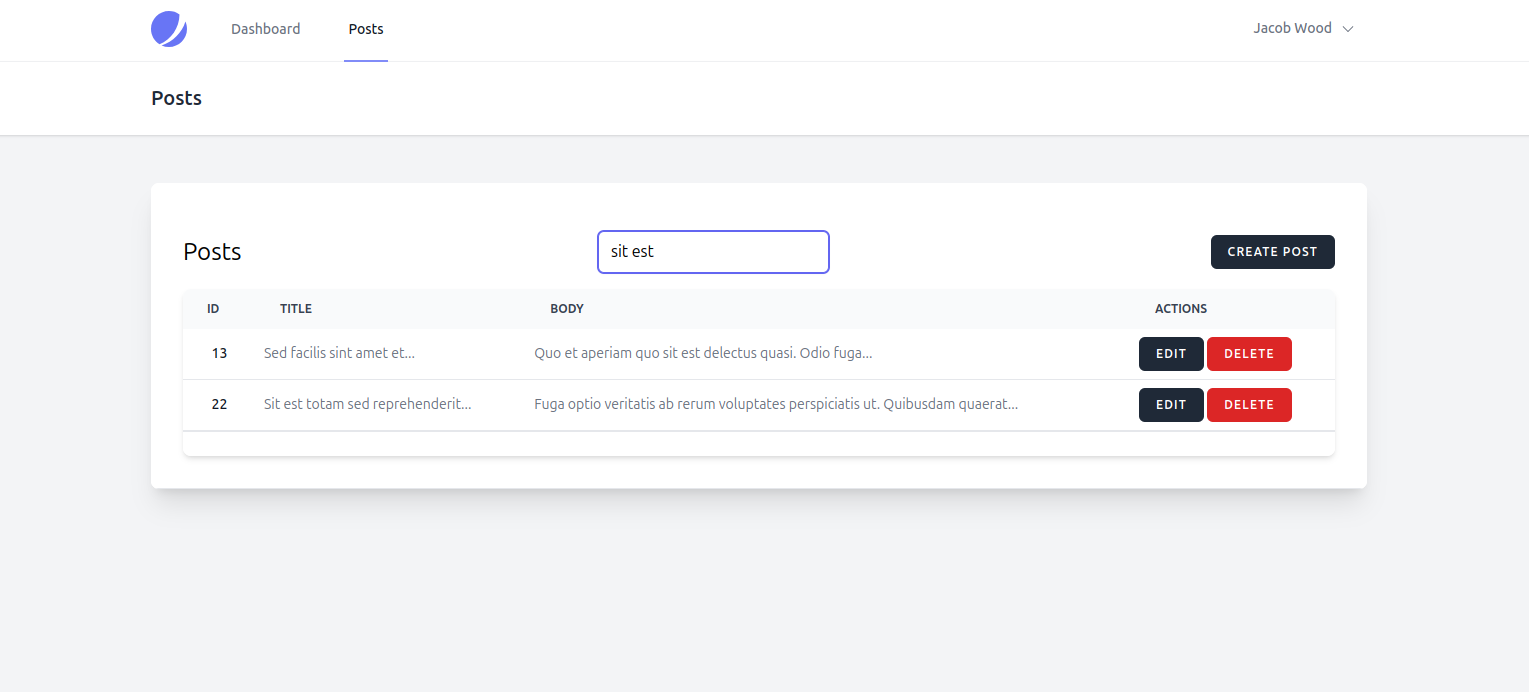 Dashboard Posts Jacob Wood
Posts
Posts sit est CREATE POST
ID TITLE BODY ACTIONS
13 Sed facilis sint amet et... Quo et aperiam quo sit est delectus quasi. Odio fuga... EDIT DELETE
22 Sit est totam sed reprehenderit... Fuga optio veritatis ab rerum voluptates perspiciatis ut. Quibusdam quaerat... EDIT DELETE